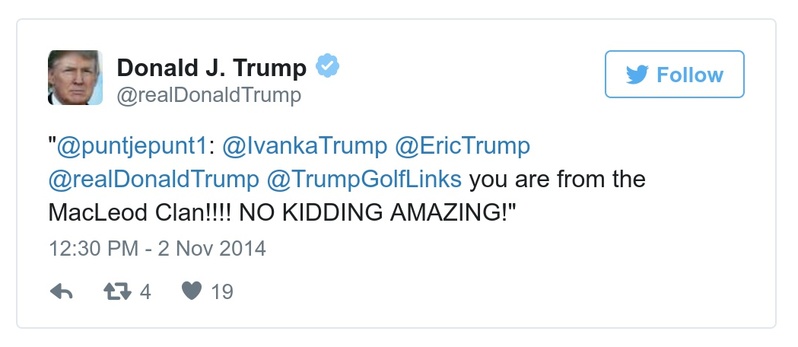 Donald J. Trump
@realDonaldTrump
Follow
"@puntjepunt1: @IvankaTrump @EricTrump
@realDonaldTrump @TrumpGolfLinks you are from the
MacLeod Clan!!!! NO KIDDING AMAZING!"
12:30 PM - 2 Nov 2014
4 19